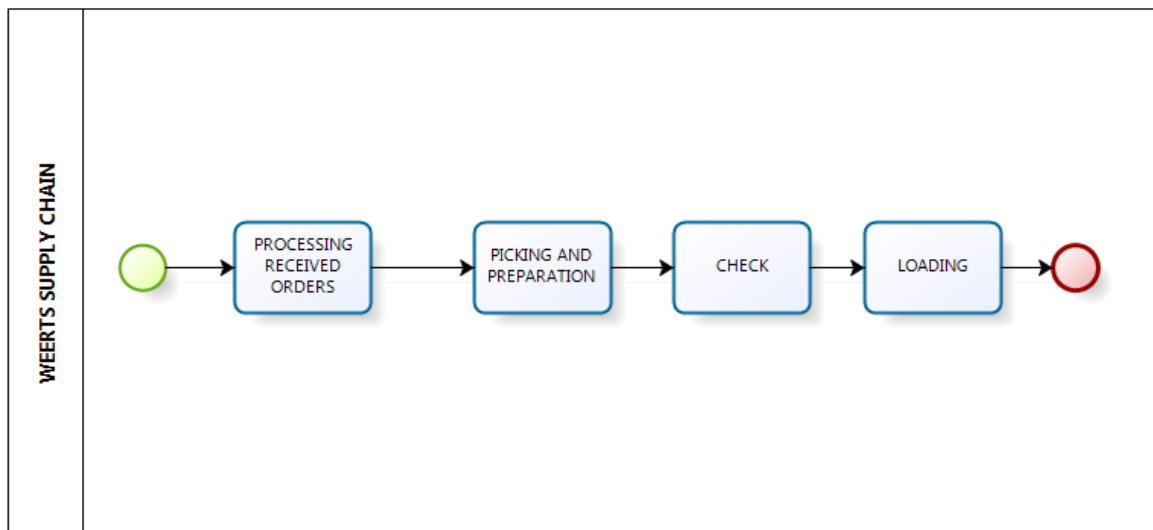 WEERTS SUPPLY CHAIN
PROCESSING
RECEIVED
ORDERS
PICKING AND
PREPARATION
CHECK
LOADING